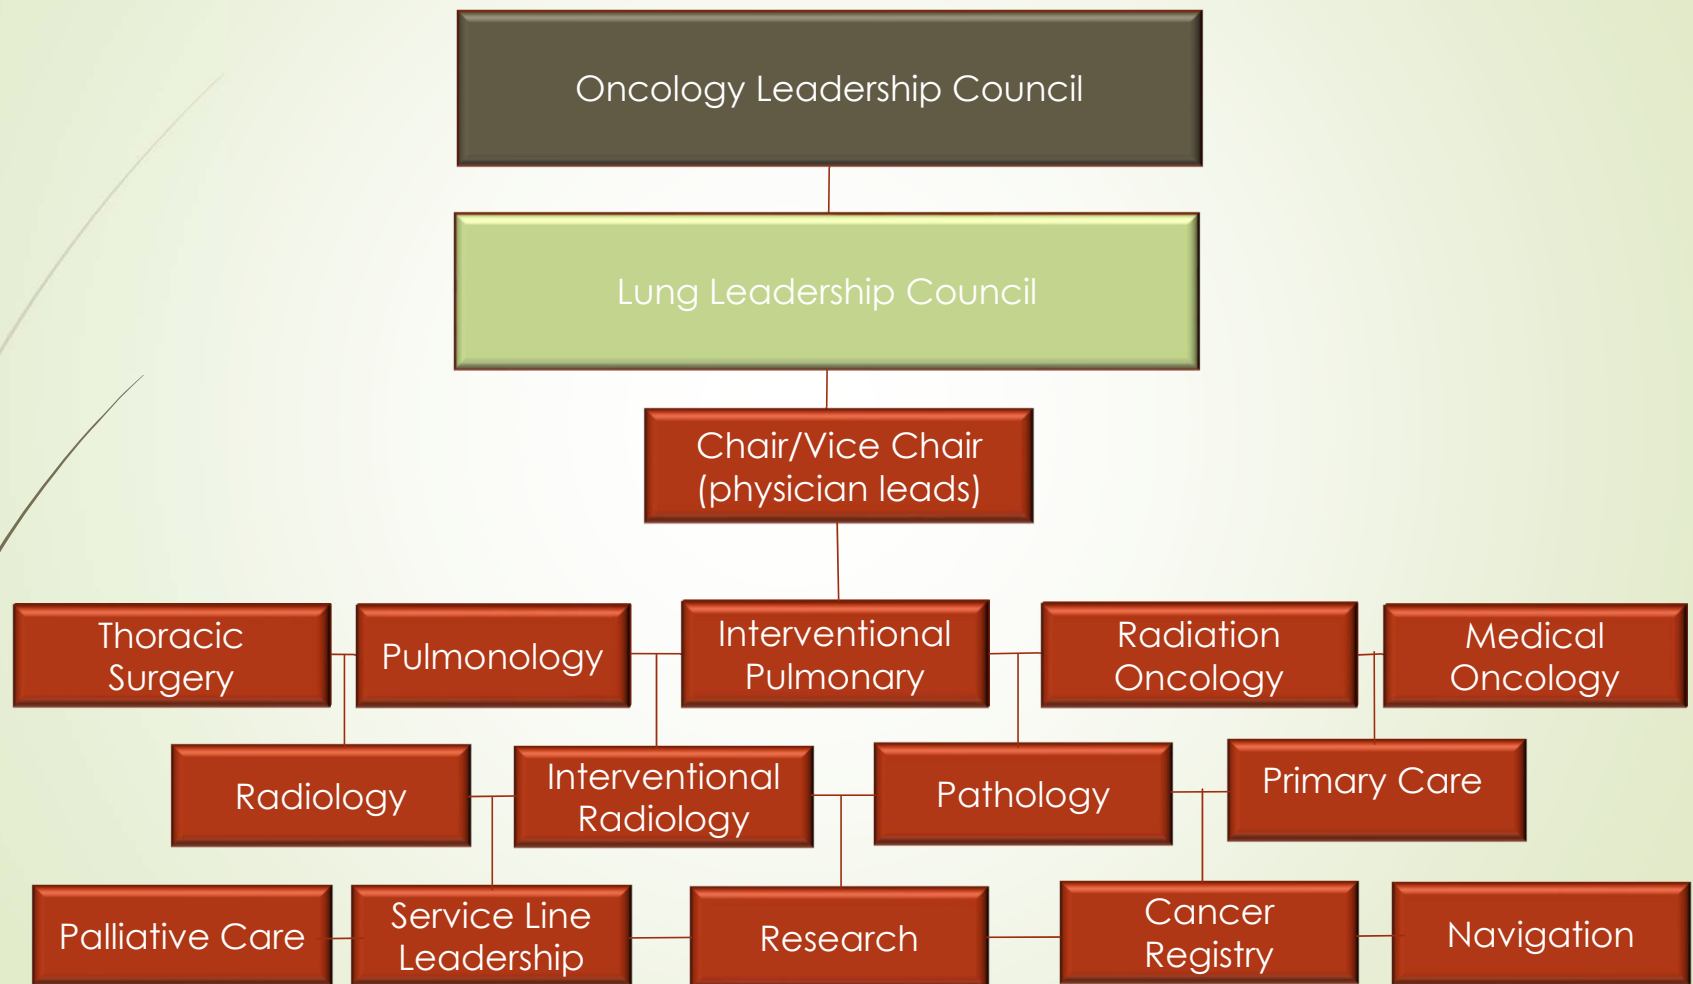 Oncology Leadership Council
Lung Leadership Council
Chair/Vice Chair
(physician leads)
Thoracic
Surgery
Pulmonology
Interventional
Pulmonary
Radiation
Oncology
Medical
Oncology
Radiology
Interventional
Radiology
Pathology
Primary Care
Palliative Care
Service Line
Leadership
Research
Cancer
Registry
Navigation